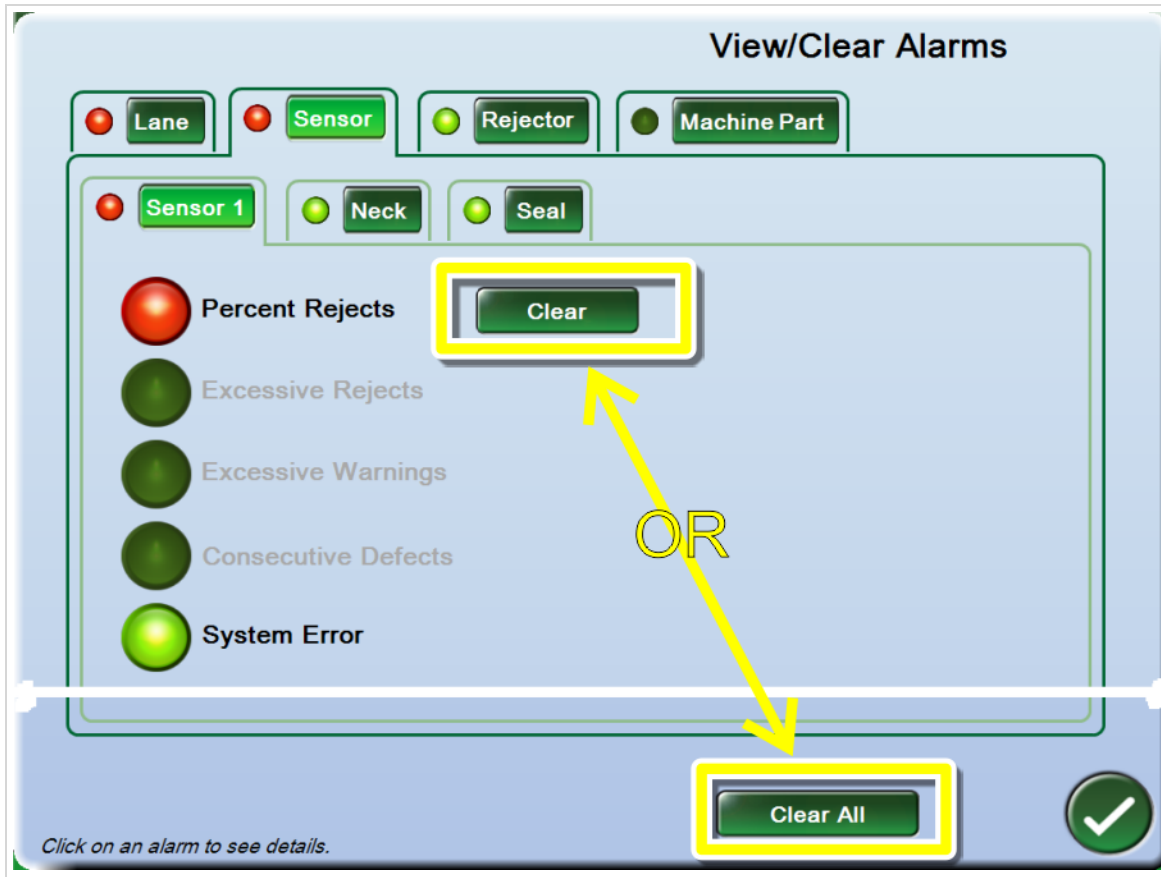 View/Clear Alarms
Lane Sensor Rejector Machine Part
Sensor 1 Neck Seal
Percent Rejects Clear
Excessive Rejects
Excessive Warnings
OR
Consecutive Defects
System Error
Clear All
Click on an alarm to see details.